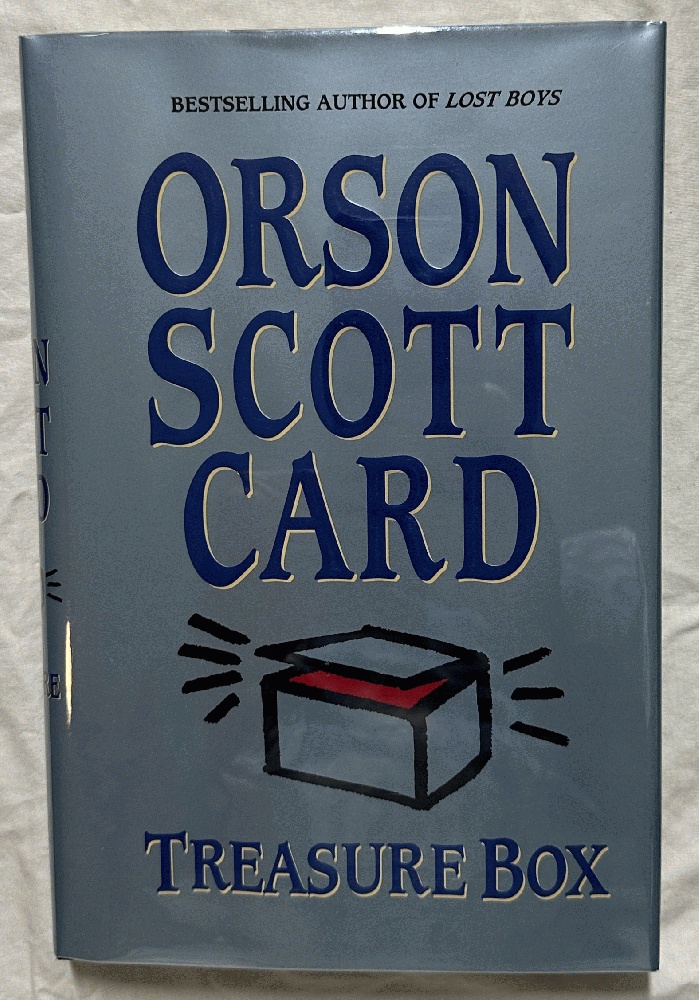 BESTSELLING AUTHOR OF LOST BOYS
ORSON
SCOTT
CARD
TREASURE BOX